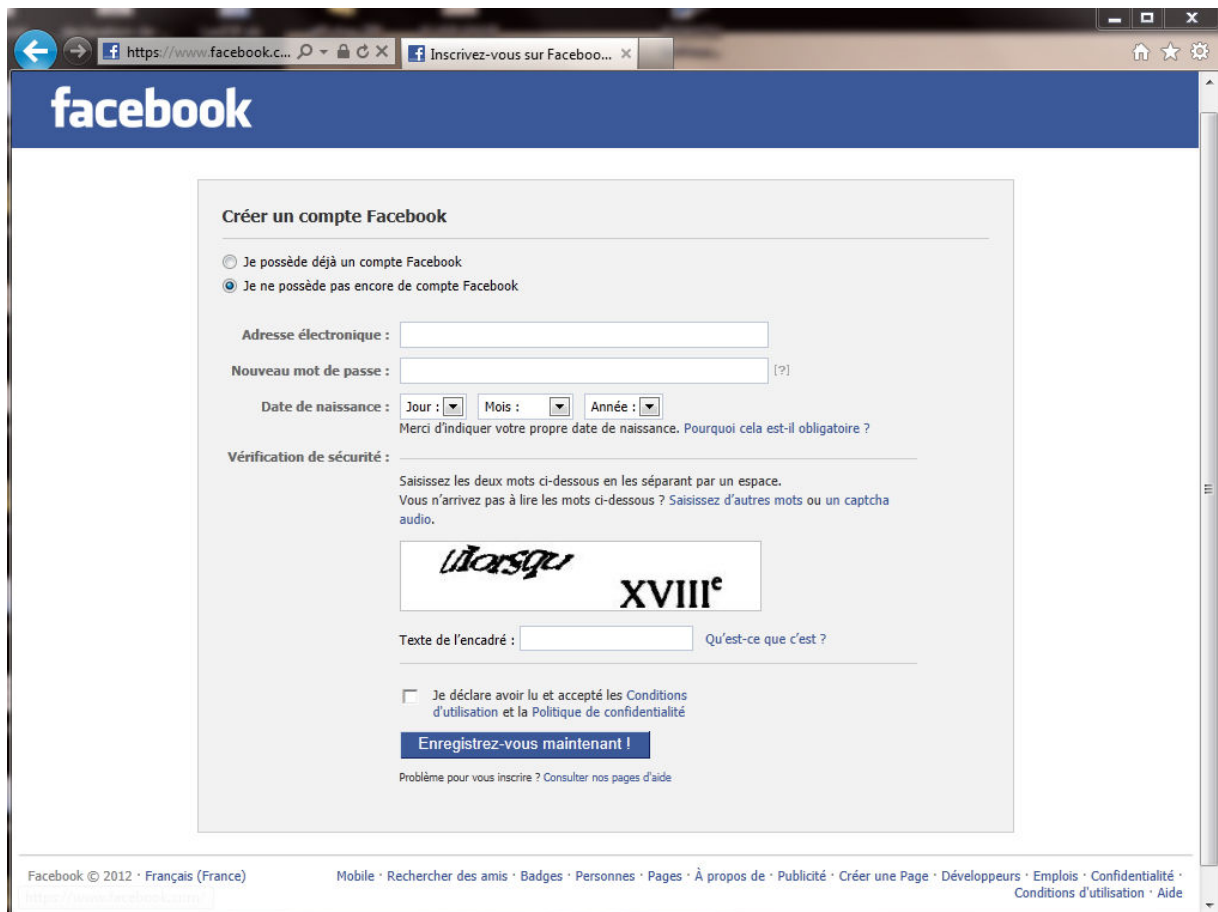 https://www.facebook.c...
Inscrivez-vous sur Faceboo...
facebook
Créer un compte Facebook
Je possède déjà un compte Facebook
Je ne possède pas encore de compte Facebook
Adresse électronique :
Nouveau mot de passe : [?]
Date de naissance : Jour : Mois : Année :
Merci d'indiquer votre propre date de naissance. Pourquoi cela est-il obligatoire ?
Vérification de sécurité :
Saisissez les deux mots ci-dessous en les séparant par un espace.
Vous n'arrivez pas à lire les mots ci-dessous ? Saisissez d'autres mots ou un captcha
audio.
XVIIIe
Texte de l'encadré : Qu'est-ce que c'est ?
Je déclare avoir lu et accepté les Conditions
d'utilisation et la Politique de confidentialité
Enregistrez-vous maintenant !
Problème pour vous inscrire ? Consulter nos pages d'aide
Facebook © 2012 · Français (France) Mobile · Rechercher des amis · Badges · Personnes · Pages · À propos de · Publicité · Créer une Page · Développeurs · Emplois · Confidentialité ·
Conditions d'utilisation · Aide